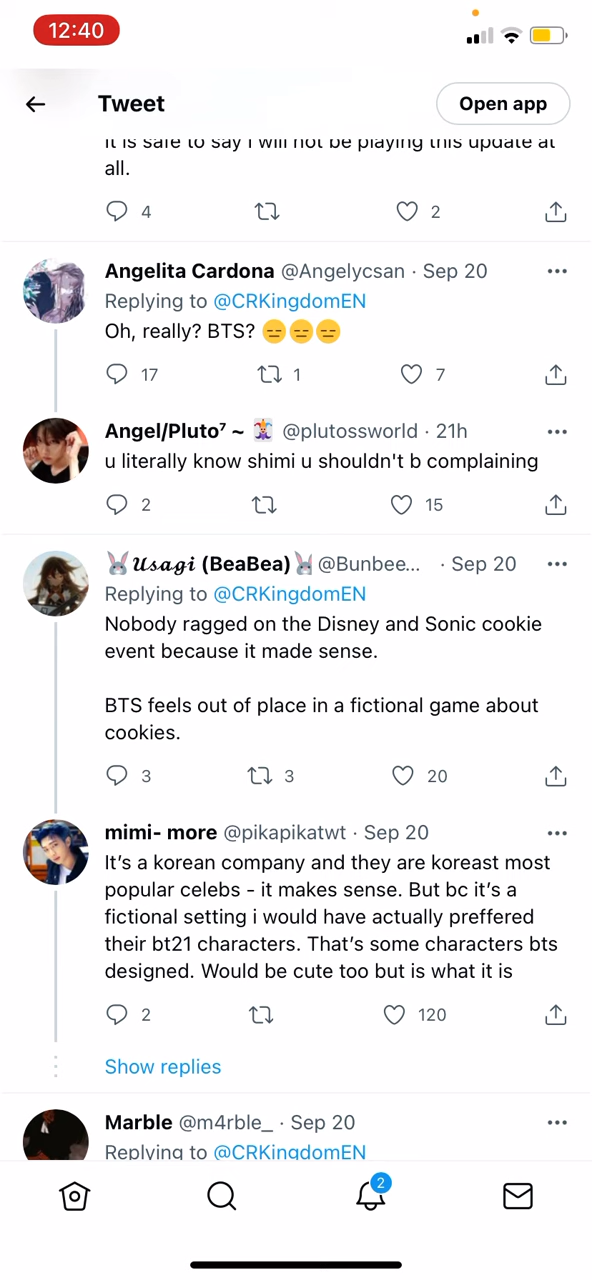 12:40
Tweet
Open app
It is safe to say I will not be playing this update at
all.
4 2
Angelita Cardona @Angelycsan · Sep 20
Replying to @CRKingdomEN
Oh, really? BTS? 😑😑😑
17 1 7
Angel/Pluto⁷ ~ 🃏 @plutossworld · 21h
u literally know shimi u shouldn't b complaining
2 15
🐰𝓤𝓼𝓪𝓰𝓲 (BeaBea)🐰@Bunbee... · Sep 20
Replying to @CRKingdomEN
Nobody ragged on the Disney and Sonic cookie
event because it made sense.
BTS feels out of place in a fictional game about
cookies.
3 3 20
mimi- more @pikapikatwt · Sep 20
It's a korean company and they are koreast most
popular celebs - it makes sense. But bc it's a
fictional setting i would have actually preffered
their bt21 characters. That's some characters bts
designed. Would be cute too but is what it is
2 120
Show replies
Marble @m4rble_ · Sep 20
Replying to @CRKingdomEN
2